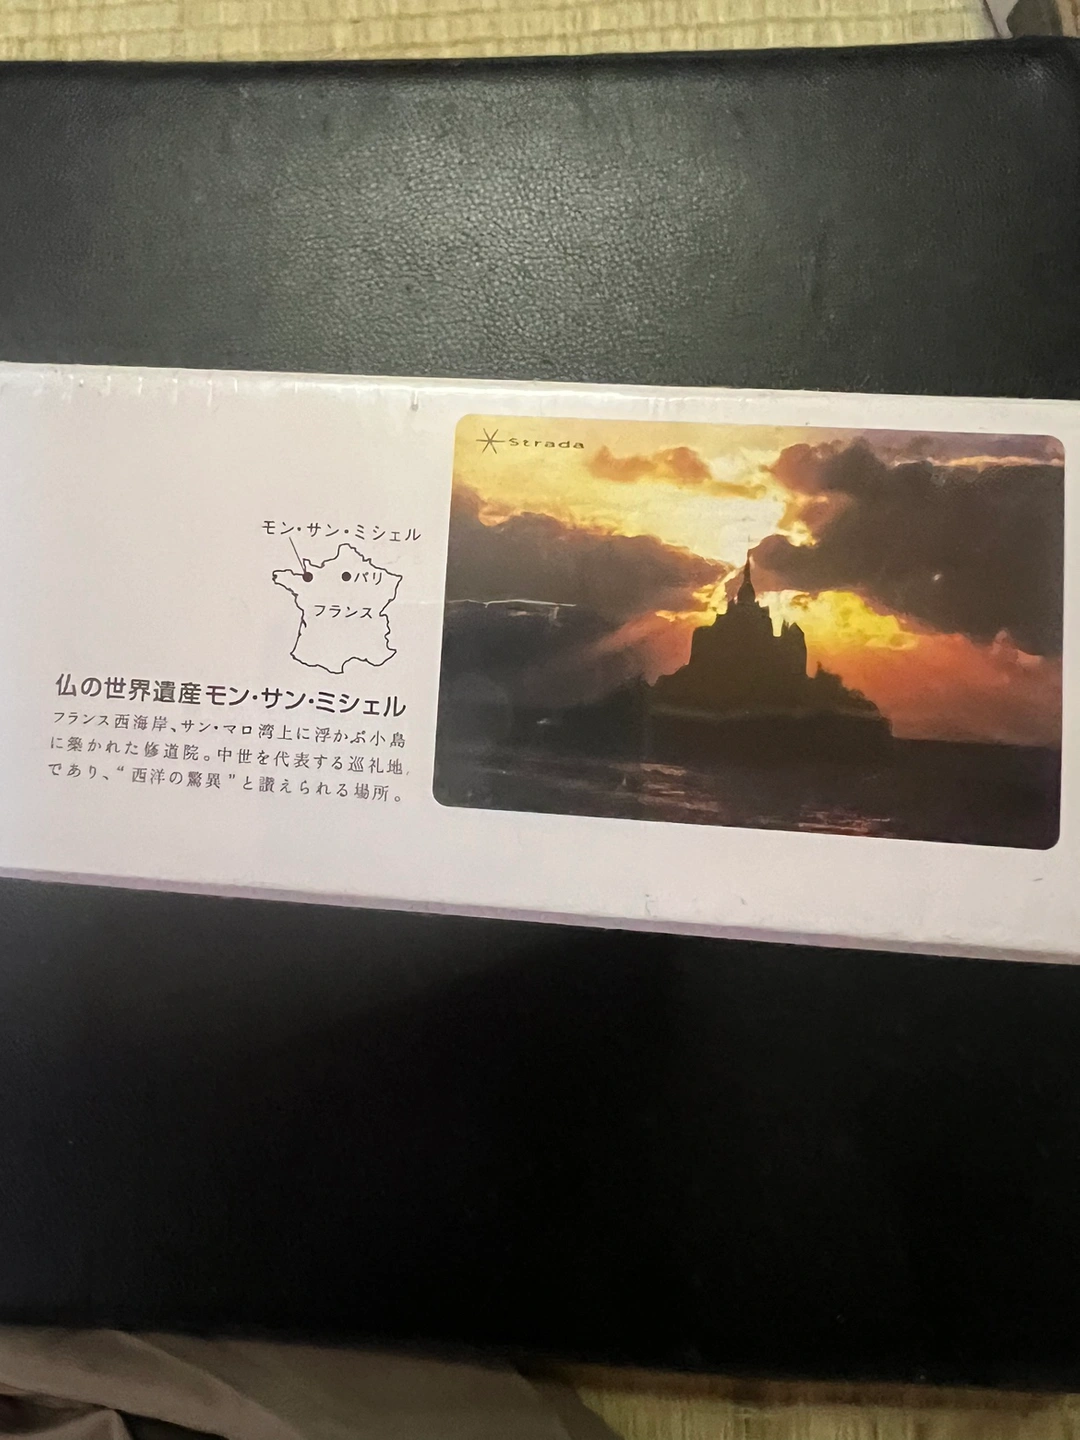 モン・サン・ミシェル
パリ
フランス
仏の世界遺産モン・サン・ミシェル
フランス西海岸、サン・マロ湾上に浮かぶ小島
に築かれた修道院。中世を代表する巡礼地、
であり、“西洋の驚異”と讃えられる場所。
Strada